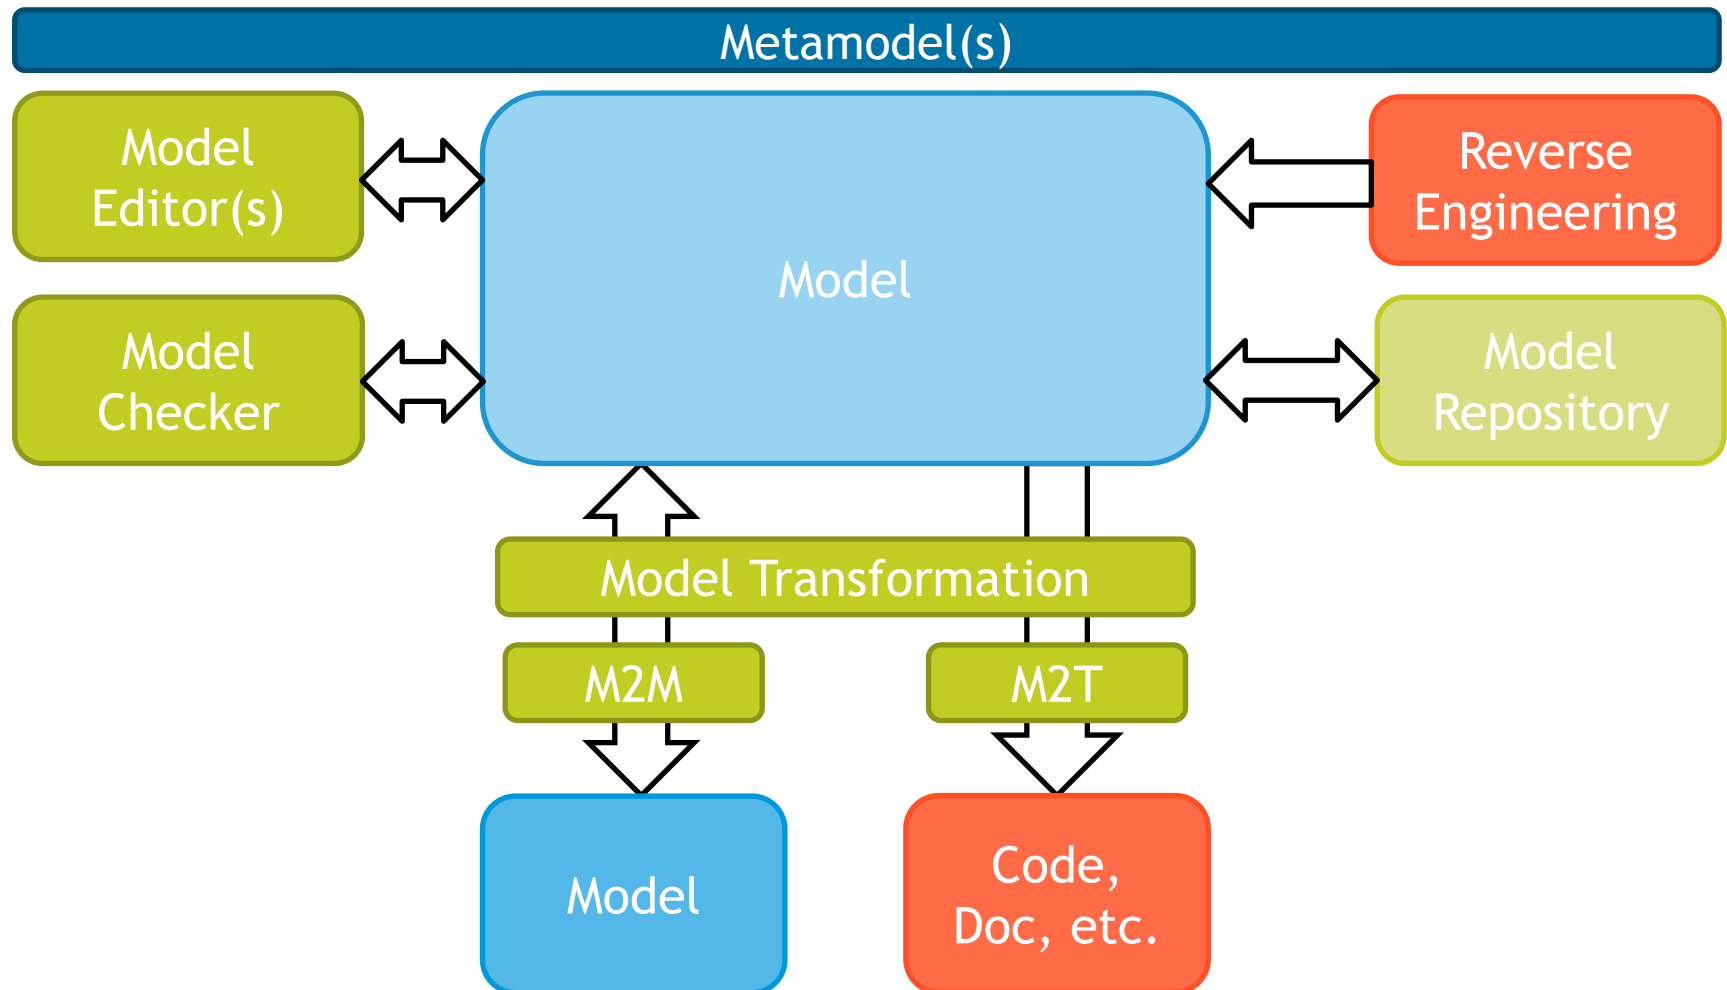 Metamodel(s)
Model
Editor(s)
Model
Reverse
Engineering
Model
Checker
Model
Repository
Model Transformation
M2M
M2T
Model
Code,
Doc, etc.